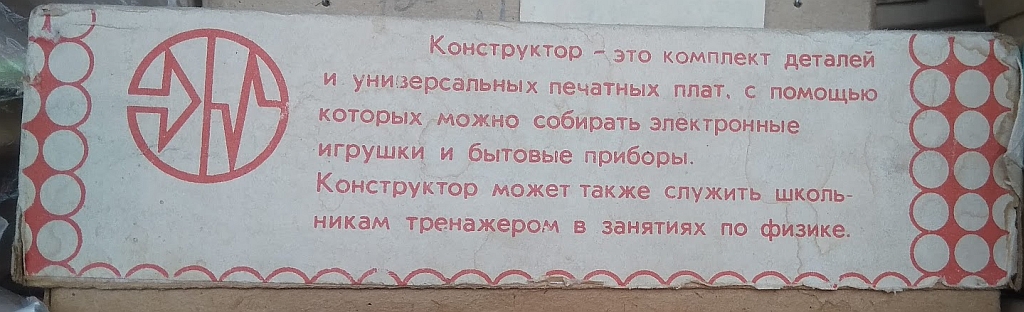 Конструктор – это комплект деталей
и универсальных печатных плат, с помощью
которых можно собирать электронные
игрушки и бытовые приборы.
Конструктор может также служить школь-
никам тренажером в занятиях по физике.